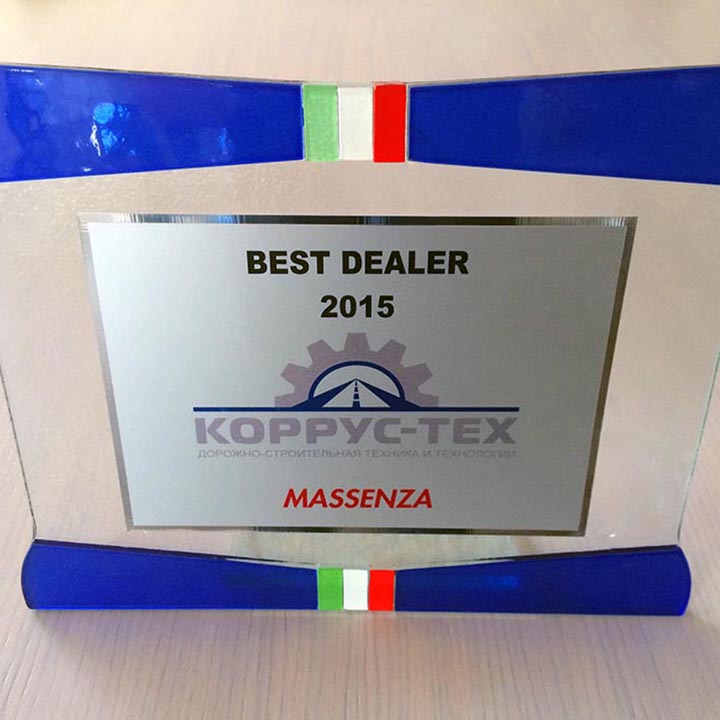 BEST DEALER
2015
КОРРУС-ТЕХ
ДОРОЖНО-СТРОИТЕЛЬНАЯ ТЕХНИКА И ТЕХНОЛОГИИ
MASSENZA